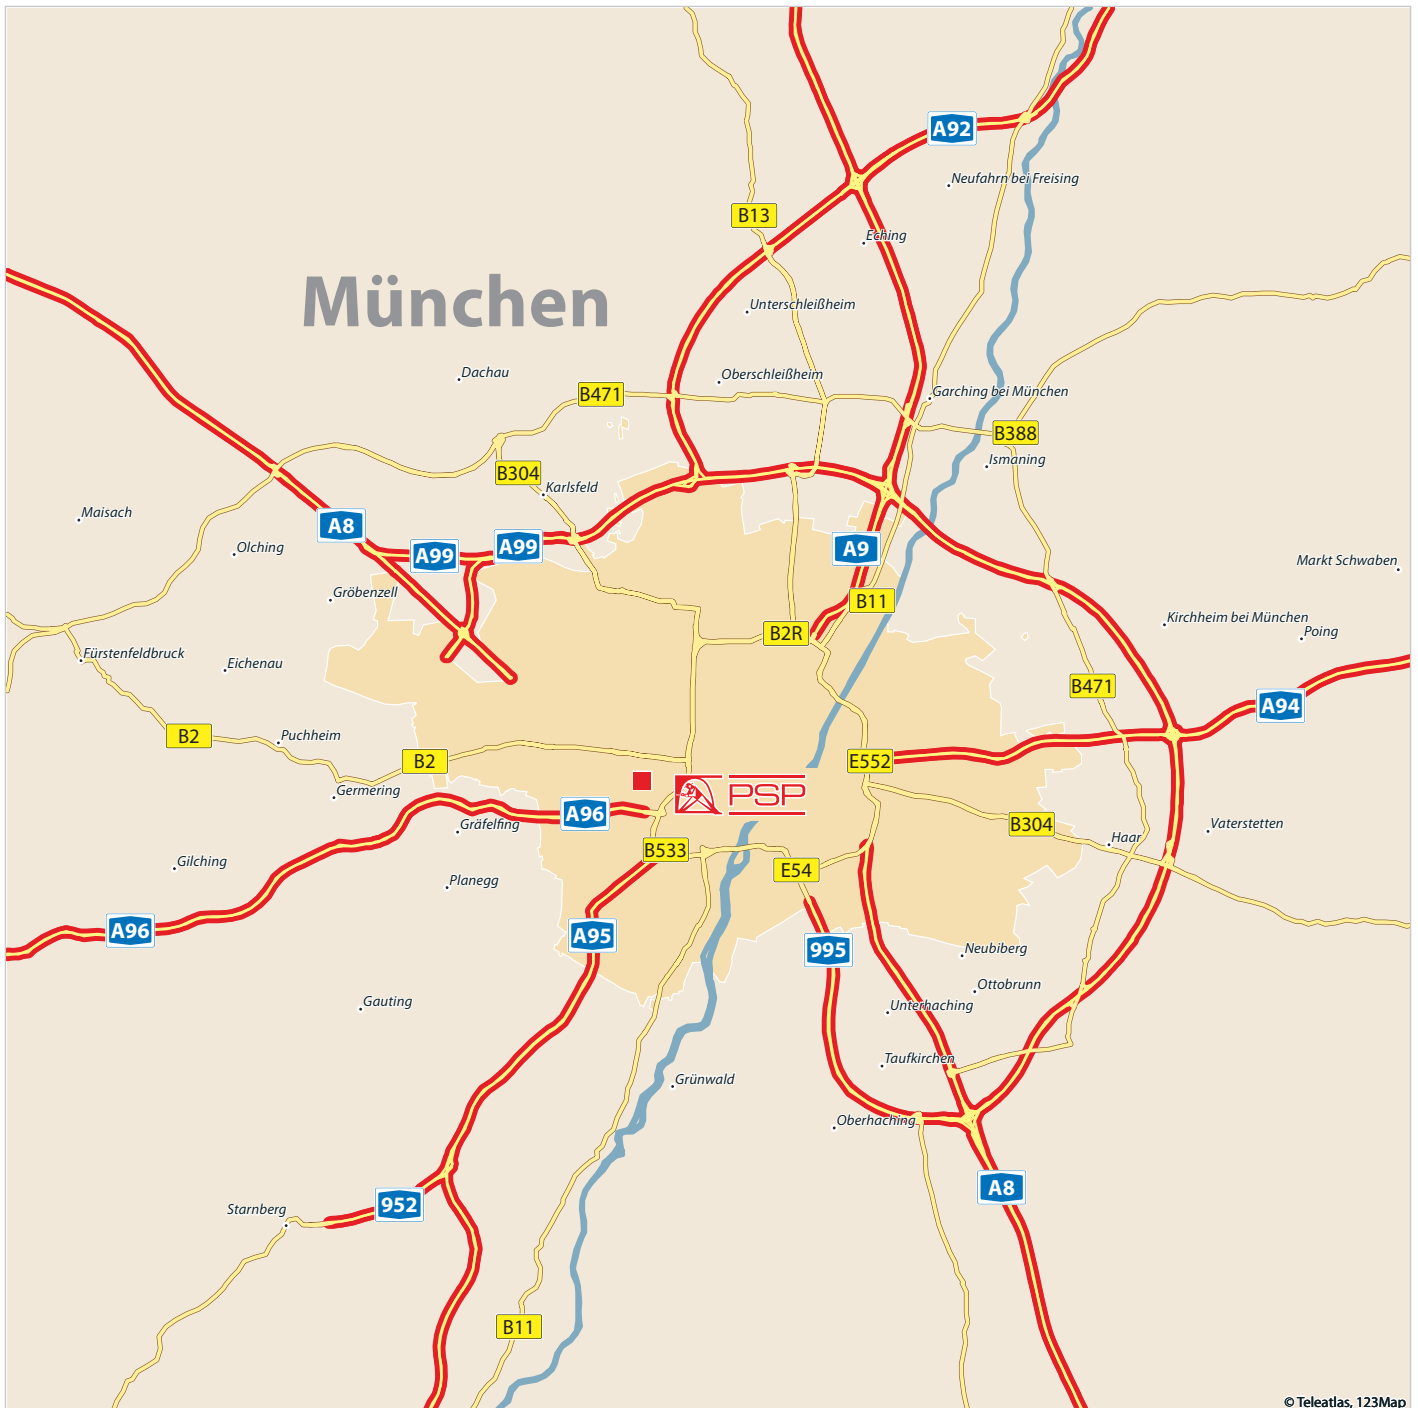 A92
Neufahrn bei Freising
B13
Eching
München
Unterschleißheim
Dachau
Oberschleißheim
B471
Garching bei München
B388
B304
Ismaning
Karlsfeld
Maisach
A8
A99
A99
A9
Olching
Markt Schwaben
Gröbenzell
B11
Kirchheim bei München
B2R
Poing
Fürstenfeldbruck
Eichenau
B471
A94
B2
Puchheim
B2
E552
Germering
PSP
A96
Gräfelfing
B304
Vaterstetten
Haar
B533
Gilching
E54
Planegg
A96
A95
995
Neubiberg
Ottobrunn
Gauting
Unterhaching
Taufkirchen
Grünwald
Oberhaching
A8
952
Starnberg
B11
© Teleatlas, 123Map